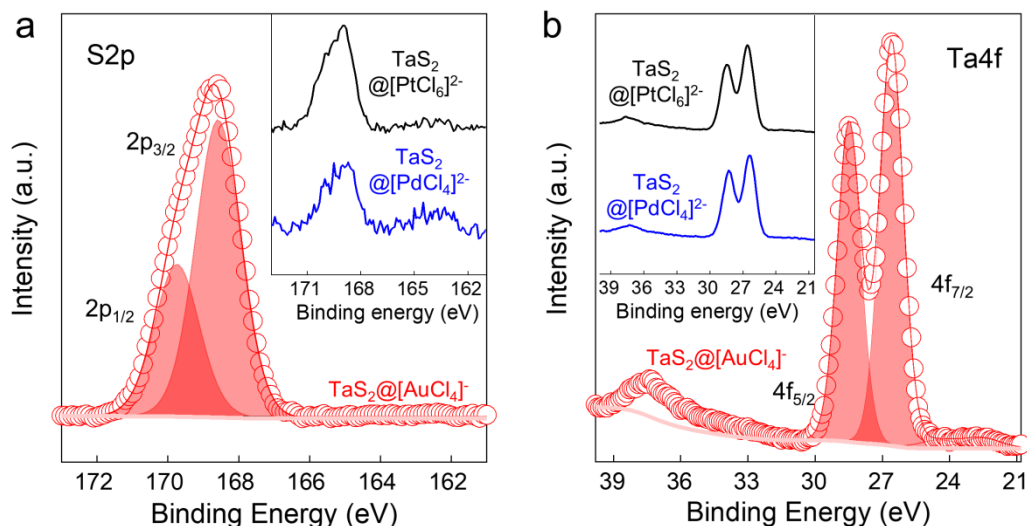 a
S2p
Intensity (a.u.)
2p3/2
2p1/2
TaS2
@[PtCl6]2-
TaS2
@[PdCl4]2-
171 168 165 162
Binding energy (eV)
TaS2@[AuCl4]-
172 170 168 166 164 162
Binding Energy (eV)
b
Ta4f
Intensity (a.u.)
TaS2
@[PtCl6]2-
TaS2
@[PdCl4]2-
39 36 33 30 27 24 21
Binding energy (eV)
4f7/2
TaS2@[AuCl4]-
4f5/2
39 36 33 30 27 24 21
Binding Energy (eV)